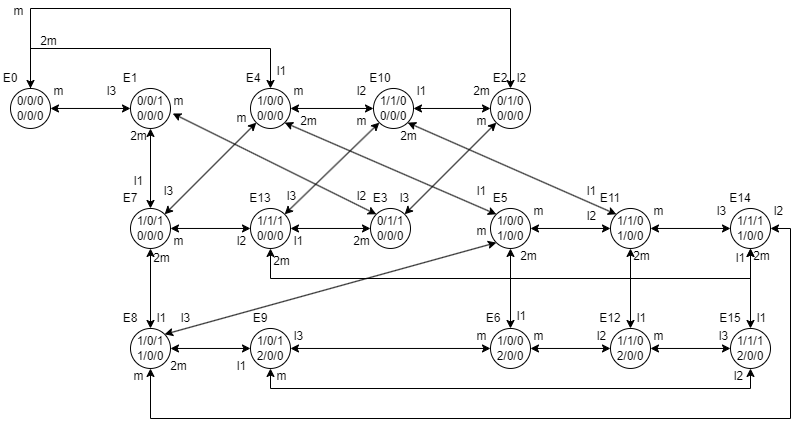 m
2m
E0
E1
E4
E10
E2
l2
l1
m
l3
m
m
l2
l1
2m
0/0/0
0/0/0
0/0/1
0/0/0
1/0/0
0/0/0
1/1/0
0/0/0
0/1/0
0/0/0
2m
m
2m
m
2m
m
l1
l3
l3
l2
l3
l1
l1
E7
E13
E3
E5
E11
E14
1/0/1
0/0/0
1/1/1
0/0/0
0/1/1
0/0/0
1/0/0
1/0/0
1/1/0
1/0/0
1/1/1
1/0/0
m
l2
l1
2m
m
m
l2
m
l3
l2
2m
2m
2m
2m
l1
2m
E8
l1
l3
E9
E6
l1
E12
l1
E15
l1
1/0/1
1/0/0
1/0/1
2/0/0
1/0/0
2/0/0
1/1/0
2/0/0
1/1/1
2/0/0
2m
l1
l3
m
m
l2
m
l3
m
m
l2